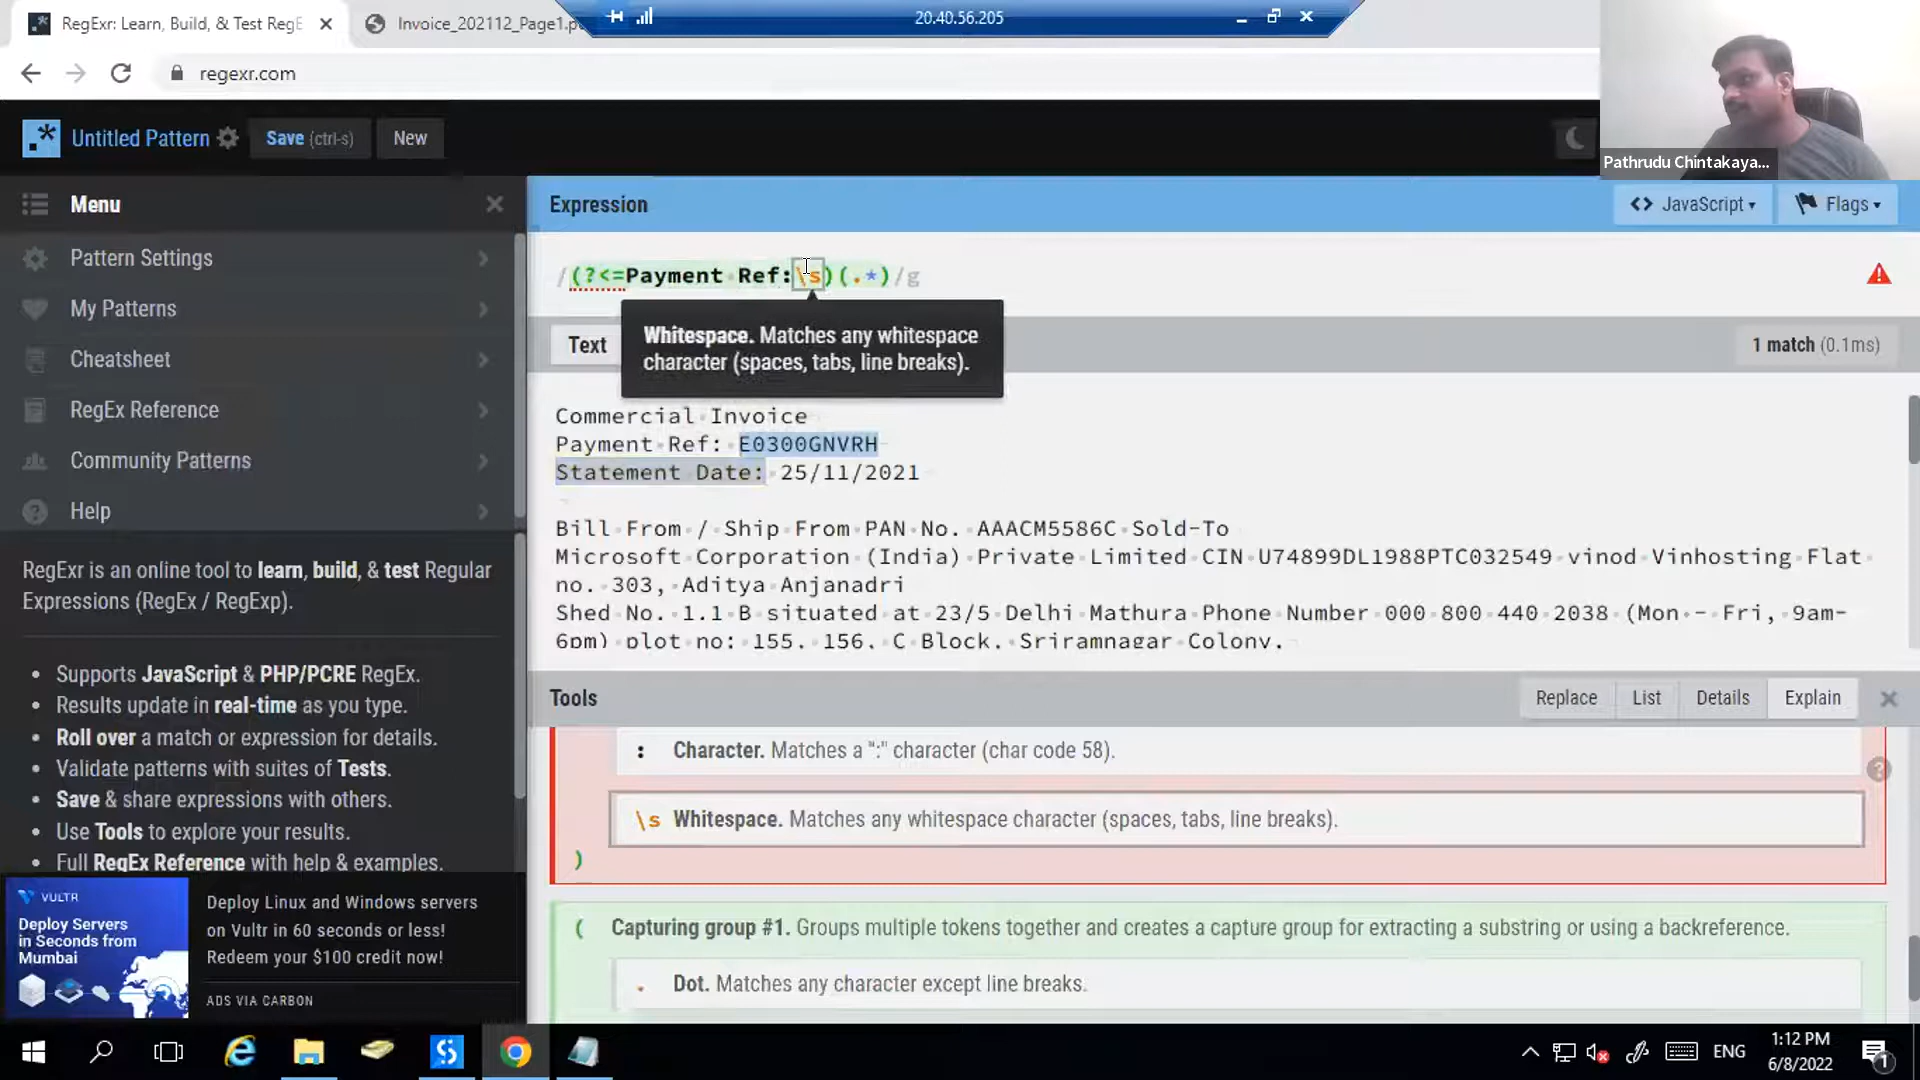 RegExr: Learn, Build, & Test RegE
Invoice_202112_Page1.p
20.40.56.205
regexr.com
Untitled Pattern
Save (ctrl-s)
New
Pathrudu Chintakaya...
Menu
Expression
<> JavaScript
Flags
Pattern Settings
/(?<=Payment Ref:\s)(.*)/g
My Patterns
Whitespace. Matches any whitespace
character (spaces, tabs, line breaks).
Text
1 match (0.1ms)
Cheatsheet
RegEx Reference
Community Patterns
Help
Commercial Invoice
Payment Ref: E0300GNVRH
Statement Date: 25/11/2021
Bill From / Ship From PAN No. AAACM5586C Sold-To
Microsoft Corporation (India) Private Limited CIN U74899DL1988PTC032549 vinod Vinhosting Flat
no. 303, Aditya Anjanadri
Shed No. 1.1 B situated at 23/5 Delhi Mathura Phone Number 000 800 440 2038 (Mon - Fri, 9am-
6pm) plot no: 155. 156. C Block. Sriramnagar Colony.
RegExr is an online tool to learn, build, & test Regular
Expressions (RegEx / RegExp).
• Supports JavaScript & PHP/PCRE RegEx.
• Results update in real-time as you type.
• Roll over a match or expression for details.
• Validate patterns with suites of Tests.
• Save & share expressions with others.
• Use Tools to explore your results.
• Full RegEx Reference with help & examples.
Tools
Replace
List
Details
Explain
: Character. Matches a ":" character (char code 58).
\s Whitespace. Matches any whitespace character (spaces, tabs, line breaks).
)
( Capturing group #1. Groups multiple tokens together and creates a capture group for extracting a substring or using a backreference.
. Dot. Matches any character except line breaks.
VULTR
Deploy Servers
in Seconds from
Mumbai
Deploy Linux and Windows servers
on Vultr in 60 seconds or less!
Redeem your $100 credit now!
ADS VIA CARBON
ENG
1:12 PM
6/8/2022
1